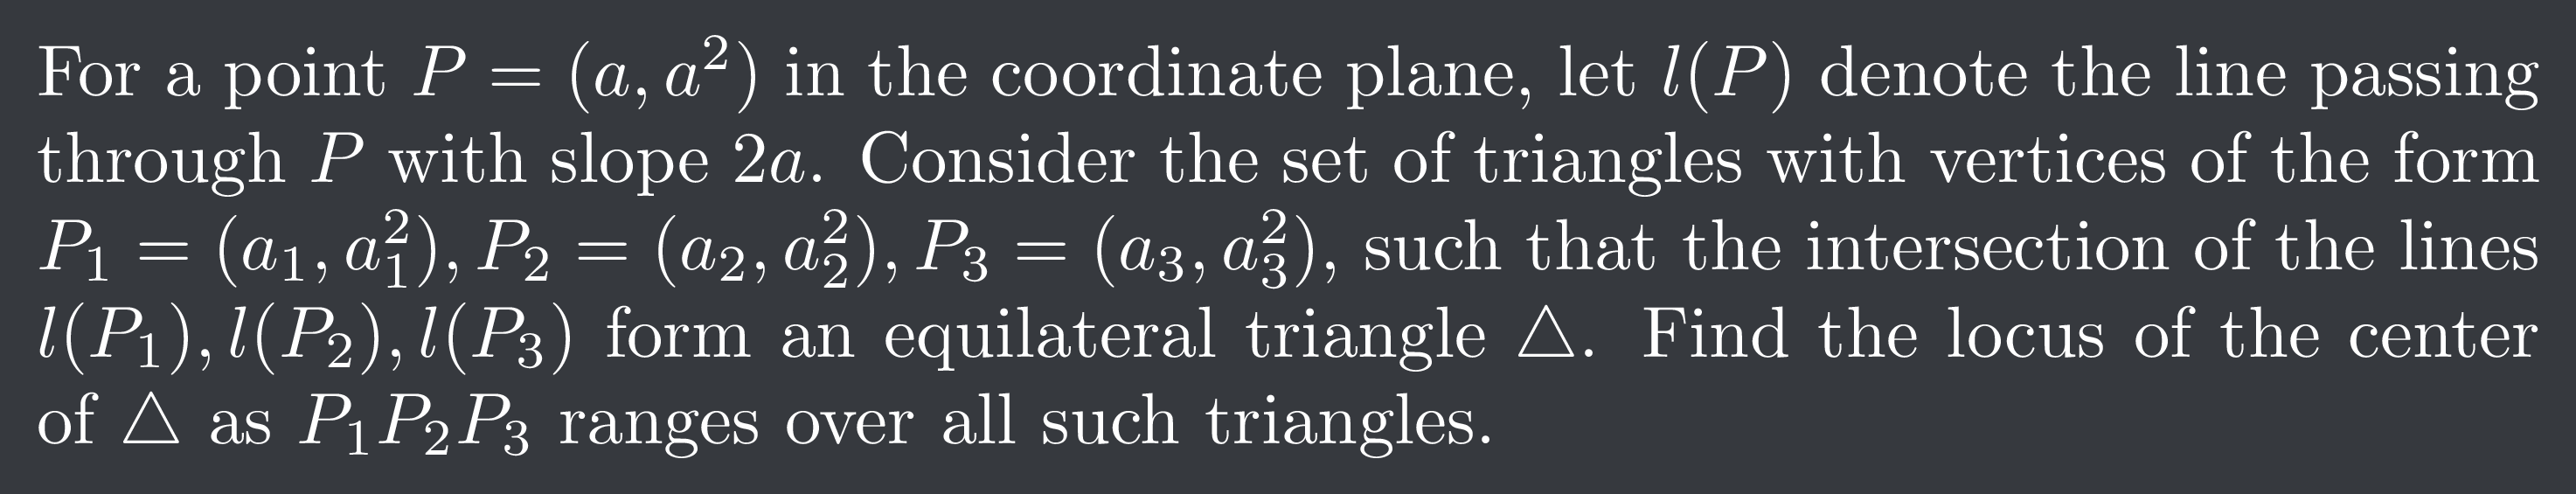 For a point $P = (a, a^2)$ in the coordinate plane, let $l(P)$ denote the line passing
through $P$ with slope $2a$. Consider the set of triangles with vertices of the form
$P_1 = (a_1, a_1^2), P_2 = (a_2, a_2^2), P_3 = (a_3, a_3^2)$, such that the intersection of the lines
$l(P_1), l(P_2), l(P_3)$ form an equilateral triangle $\triangle$. Find the locus of the center
of $\triangle$ as $P_1P_2P_3$ ranges over all such triangles.